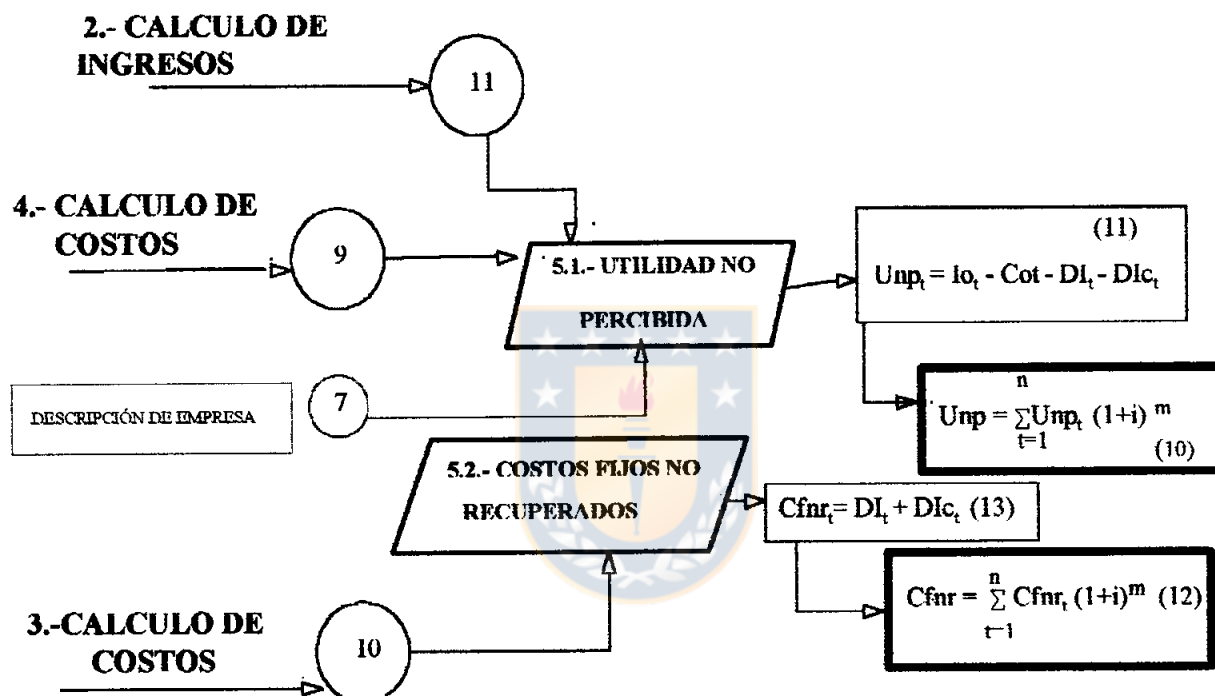 2.- CALCULO DE
INGRESOS
11
4.- CALCULO DE
COSTOS
9
5.1.- UTILIDAD NO
PERCIBIDA
(11)
Unpₜ = Ioₜ - Cot - DIₜ - DIcₜ
DESCRIPCIÓN DE EMPRESA
7
n
Unp = ∑Unpₜ (1+i) ᵐ
t=1
(10)
5.2.- COSTOS FIJOS NO
RECUPERADOS
Cfnrₜ= DIₜ + DIcₜ (13)
n
Cfnr = ∑ Cfnrₜ (1+i)ᵐ (12)
t=1
3.-CALCULO DE
COSTOS
10